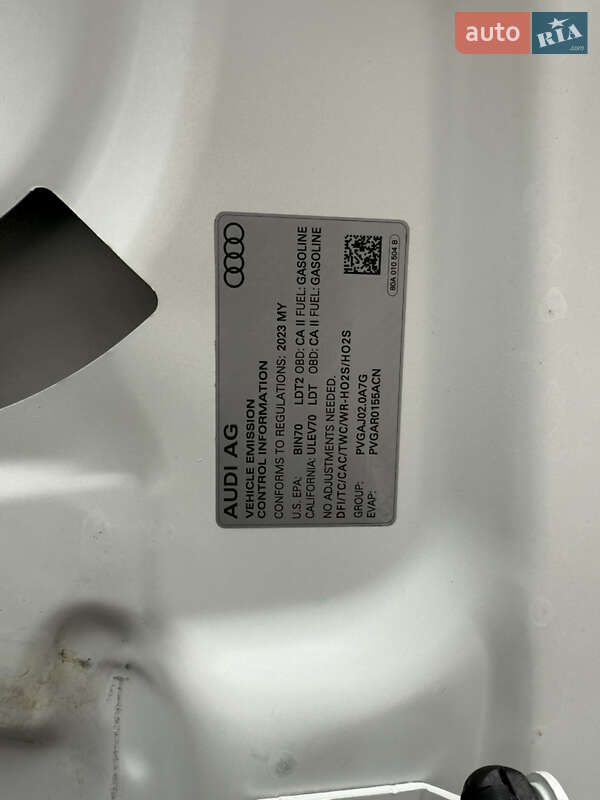 auto RIA .com
AUDI AG
VEHICLE EMISSION
CONTROL INFORMATION
CONFORMS TO REGULATIONS: 2023 MY
U.S. EPA: BIN70 LDT2 OBD: CA II FUEL: GASOLINE
CALIFORNIA: ULEV70 LDT OBD: CA II FUEL: GASOLINE
NO ADJUSTMENTS NEEDED.
DFI/TC/CAC/TWC/WR-HO2S/HO2S
GROUP: PVGAJ02.0A7G
EVAP: PVGAR0155ACN
80A 010 504 B